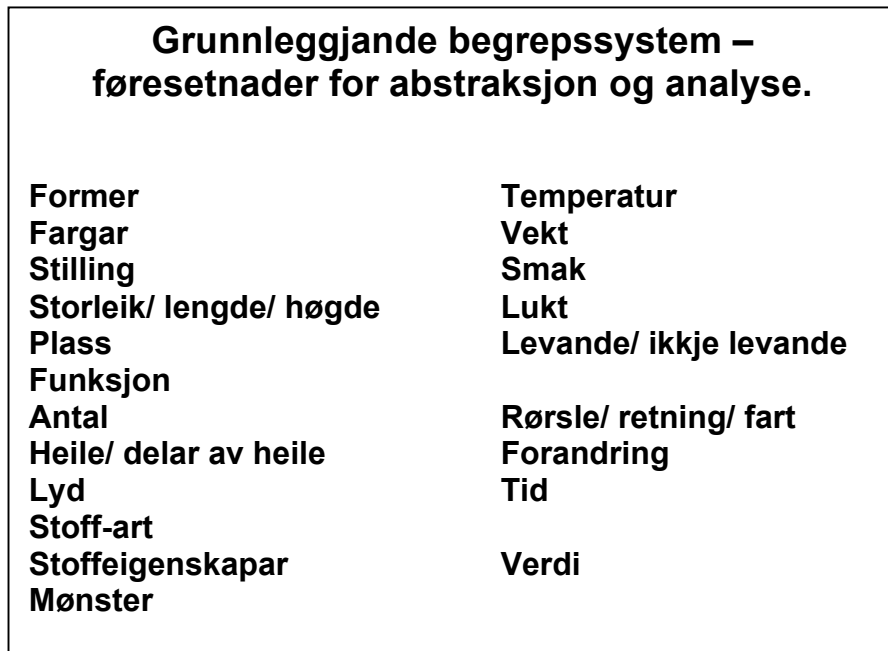 Grunnleggjande begrepssystem –
føresetnader for abstraksjon og analyse.
Former
Fargar
Stilling
Storleik/ lengde/ høgde
Plass
Funksjon
Antal
Heile/ delar av heile
Lyd
Stoff-art
Stoffeigenskapar
Mønster
Temperatur
Vekt
Smak
Lukt
Levande/ ikkje levande
Rørsle/ retning/ fart
Forandring
Tid
Verdi